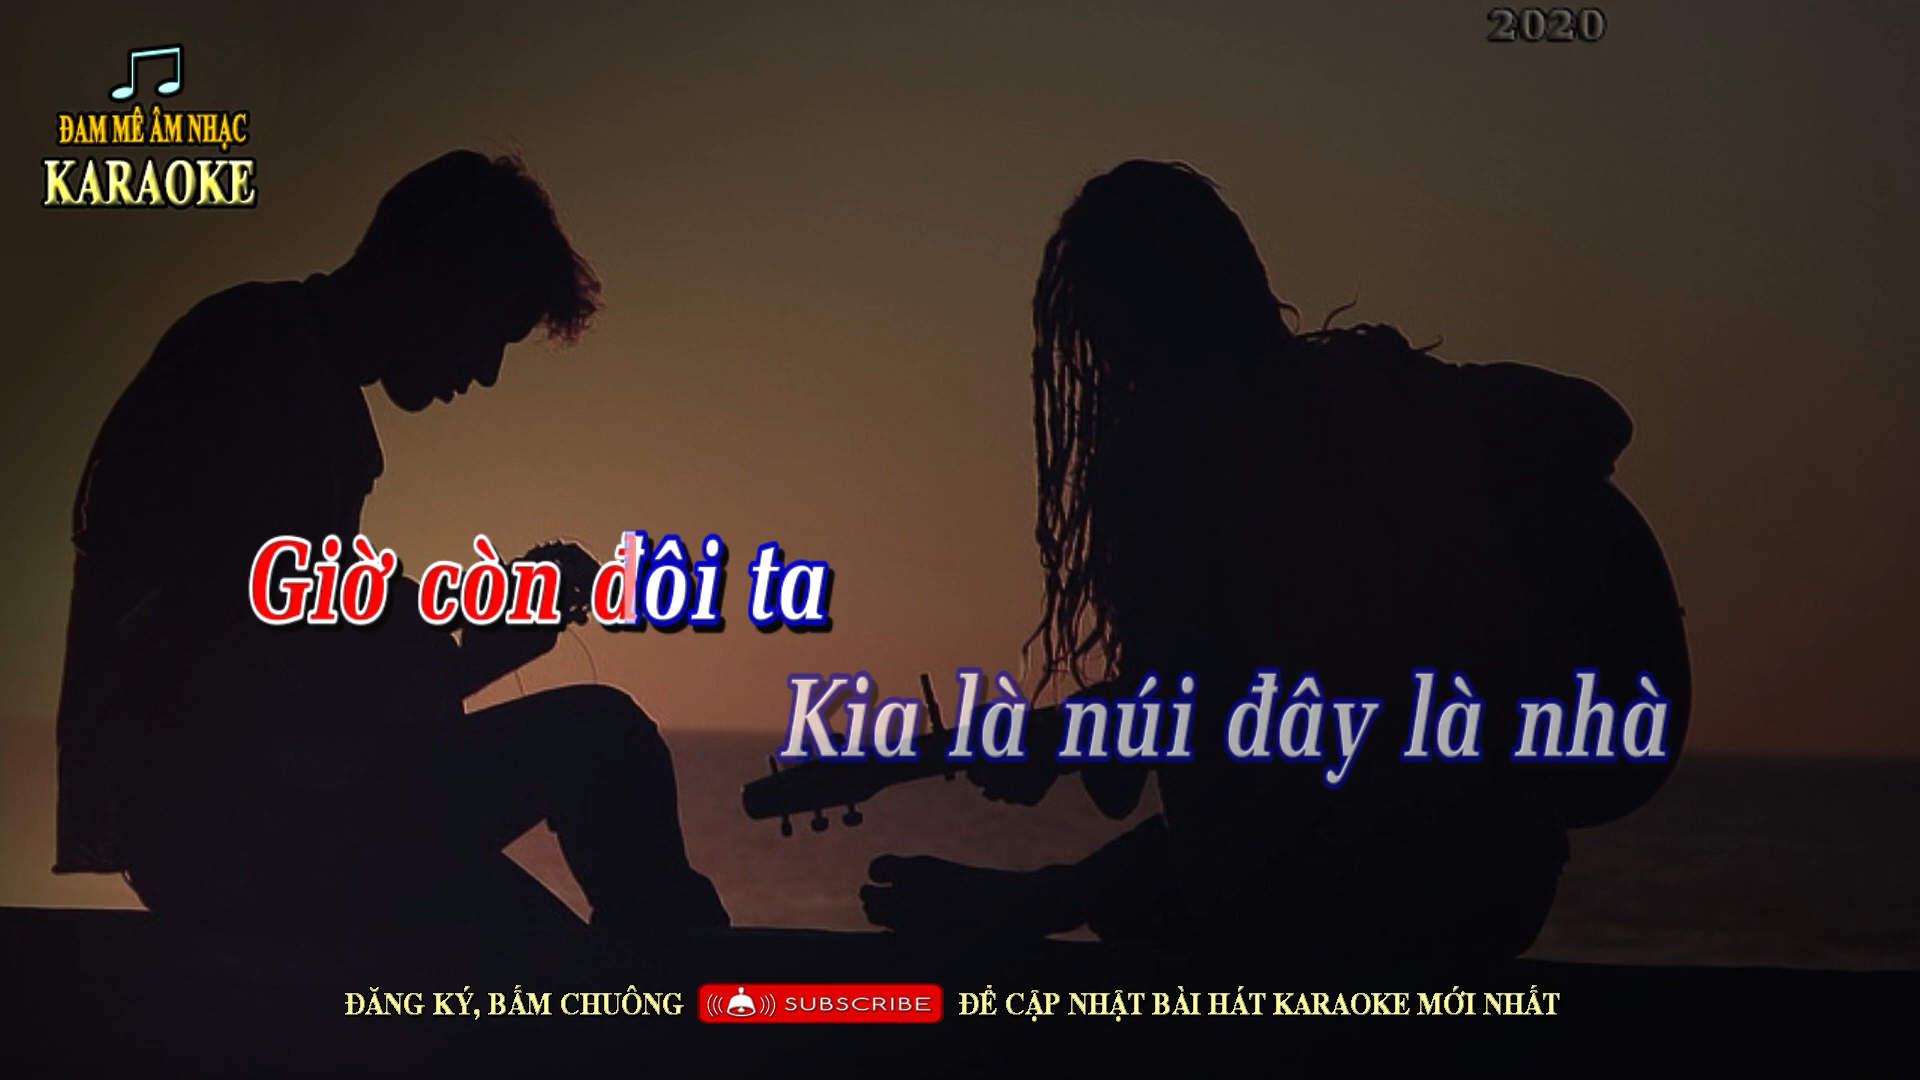 2020
ĐAM MÊ ÂM NHẠC
KARAOKE
Giờ còn đôi ta
Kia là núi đây là nhà
ĐĂNG KÝ, BẤM CHUÔNG SUBSCRIBE ĐỂ CẬP NHẬT BÀI HÁT KARAOKE MỚI NHẤT